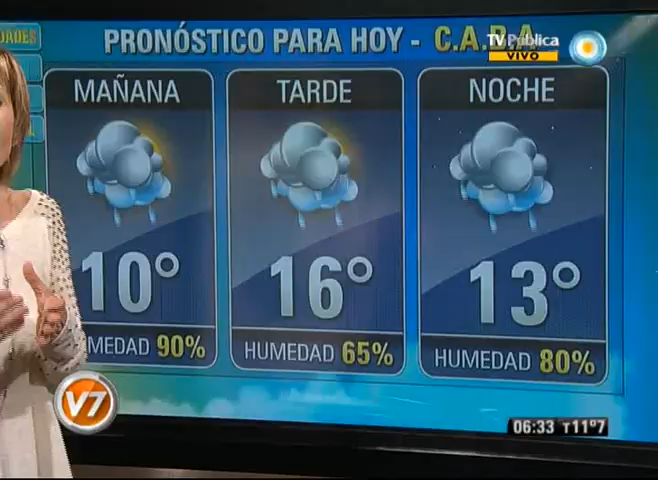 DADES
PRONÓSTICO PARA HOY - C.A.B.A.
TV Pública
VIVO
MAÑANA
TARDE
NOCHE
10°
16°
13°
MEDAD 90%
HUMEDAD 65%
HUMEDAD 80%
V7
06:33 T11°7